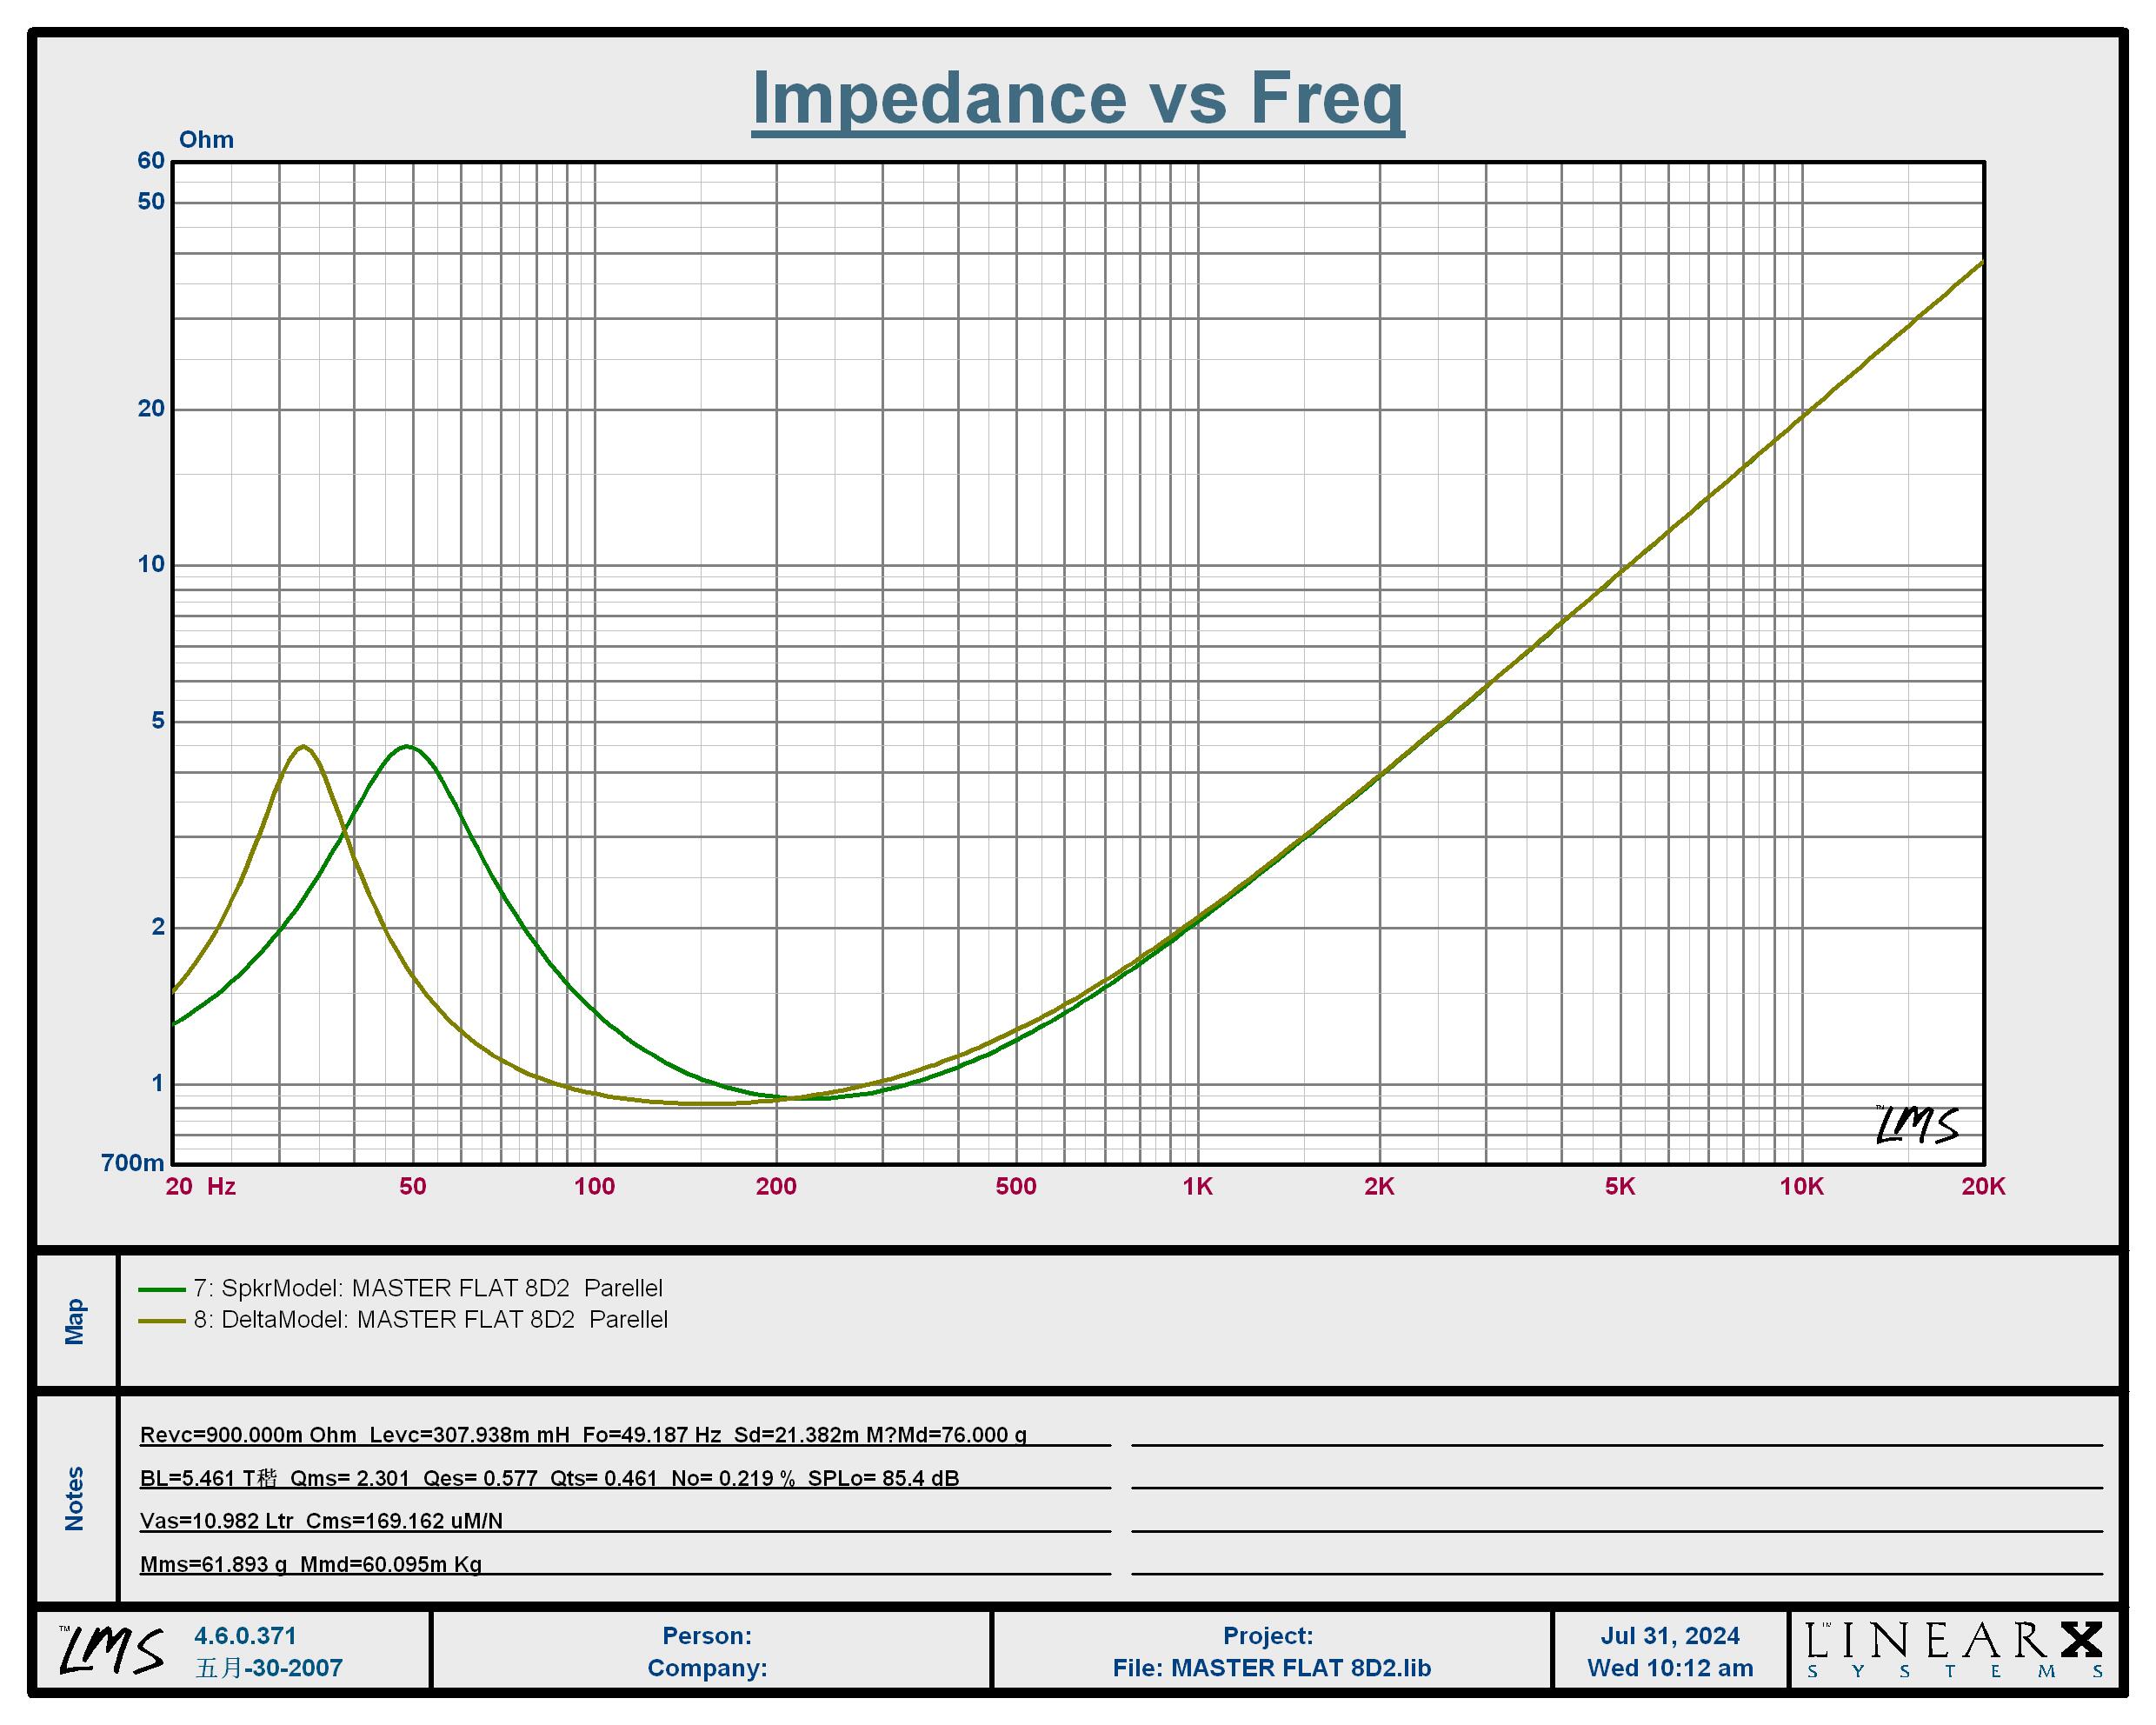 Impedance vs Freq
Ohm
60
50
20
10
5
2
1
700m
20 Hz 50 100 200 500 1K 2K 5K 10K 20K
™LMS
Map
7: SpkrModel: MASTER FLAT 8D2 Parellel
8: DeltaModel: MASTER FLAT 8D2 Parellel
Notes
Revc=900.000m Ohm Levc=307.938m mH Fo=49.187 Hz Sd=21.382m M?Md=76.000 g
BL=5.461 T稭 Qms= 2.301 Qes= 0.577 Qts= 0.461 No= 0.219 % SPLo= 85.4 dB
Vas=10.982 Ltr Cms=169.162 uM/N
Mms=61.893 g Mmd=60.095m Kg
™LMS
4.6.0.371
五月-30-2007
Person:
Company:
Project:
File: MASTER FLAT 8D2.lib
Jul 31, 2024
Wed 10:12 am
™LINEARX
SYSTEMS